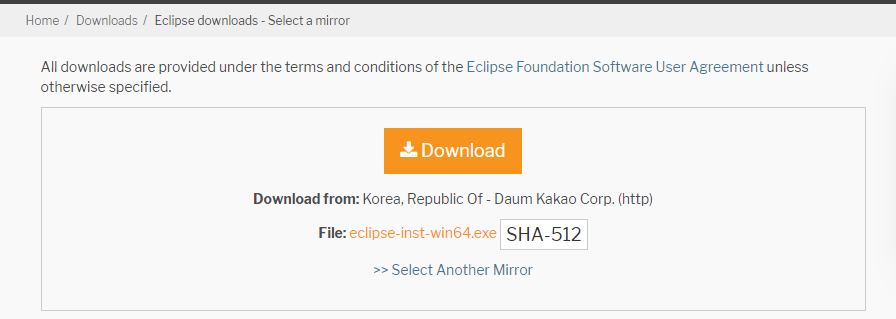 Home / Downloads / Eclipse downloads - Select a mirror
All downloads are provided under the terms and conditions of the Eclipse Foundation Software User Agreement unless
otherwise specified.
Download
Download from: Korea, Republic Of - Daum Kakao Corp. (http)
File: eclipse-inst-win64.exe SHA-512
>> Select Another Mirror